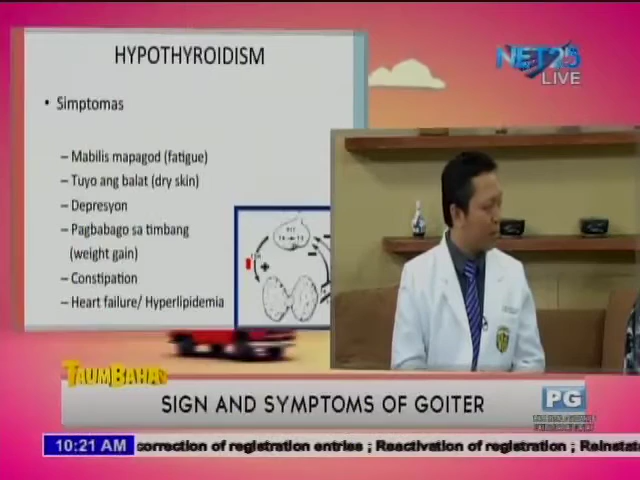 HYPOTHYROIDISM
• Simptomas
– Mabilis mapagod (fatigue)
– Tuyo ang balat (dry skin)
– Depresyon
– Pagbabago sa timbang
(weight gain)
– Constipation
– Heart failure/ Hyperlipidemia
NET25
LIVE
TAUMBAHAY
SIGN AND SYMPTOMS OF GOITER
PG
10:21 AM
correction of registration entries ; Reactivation of registration ; Reinstate